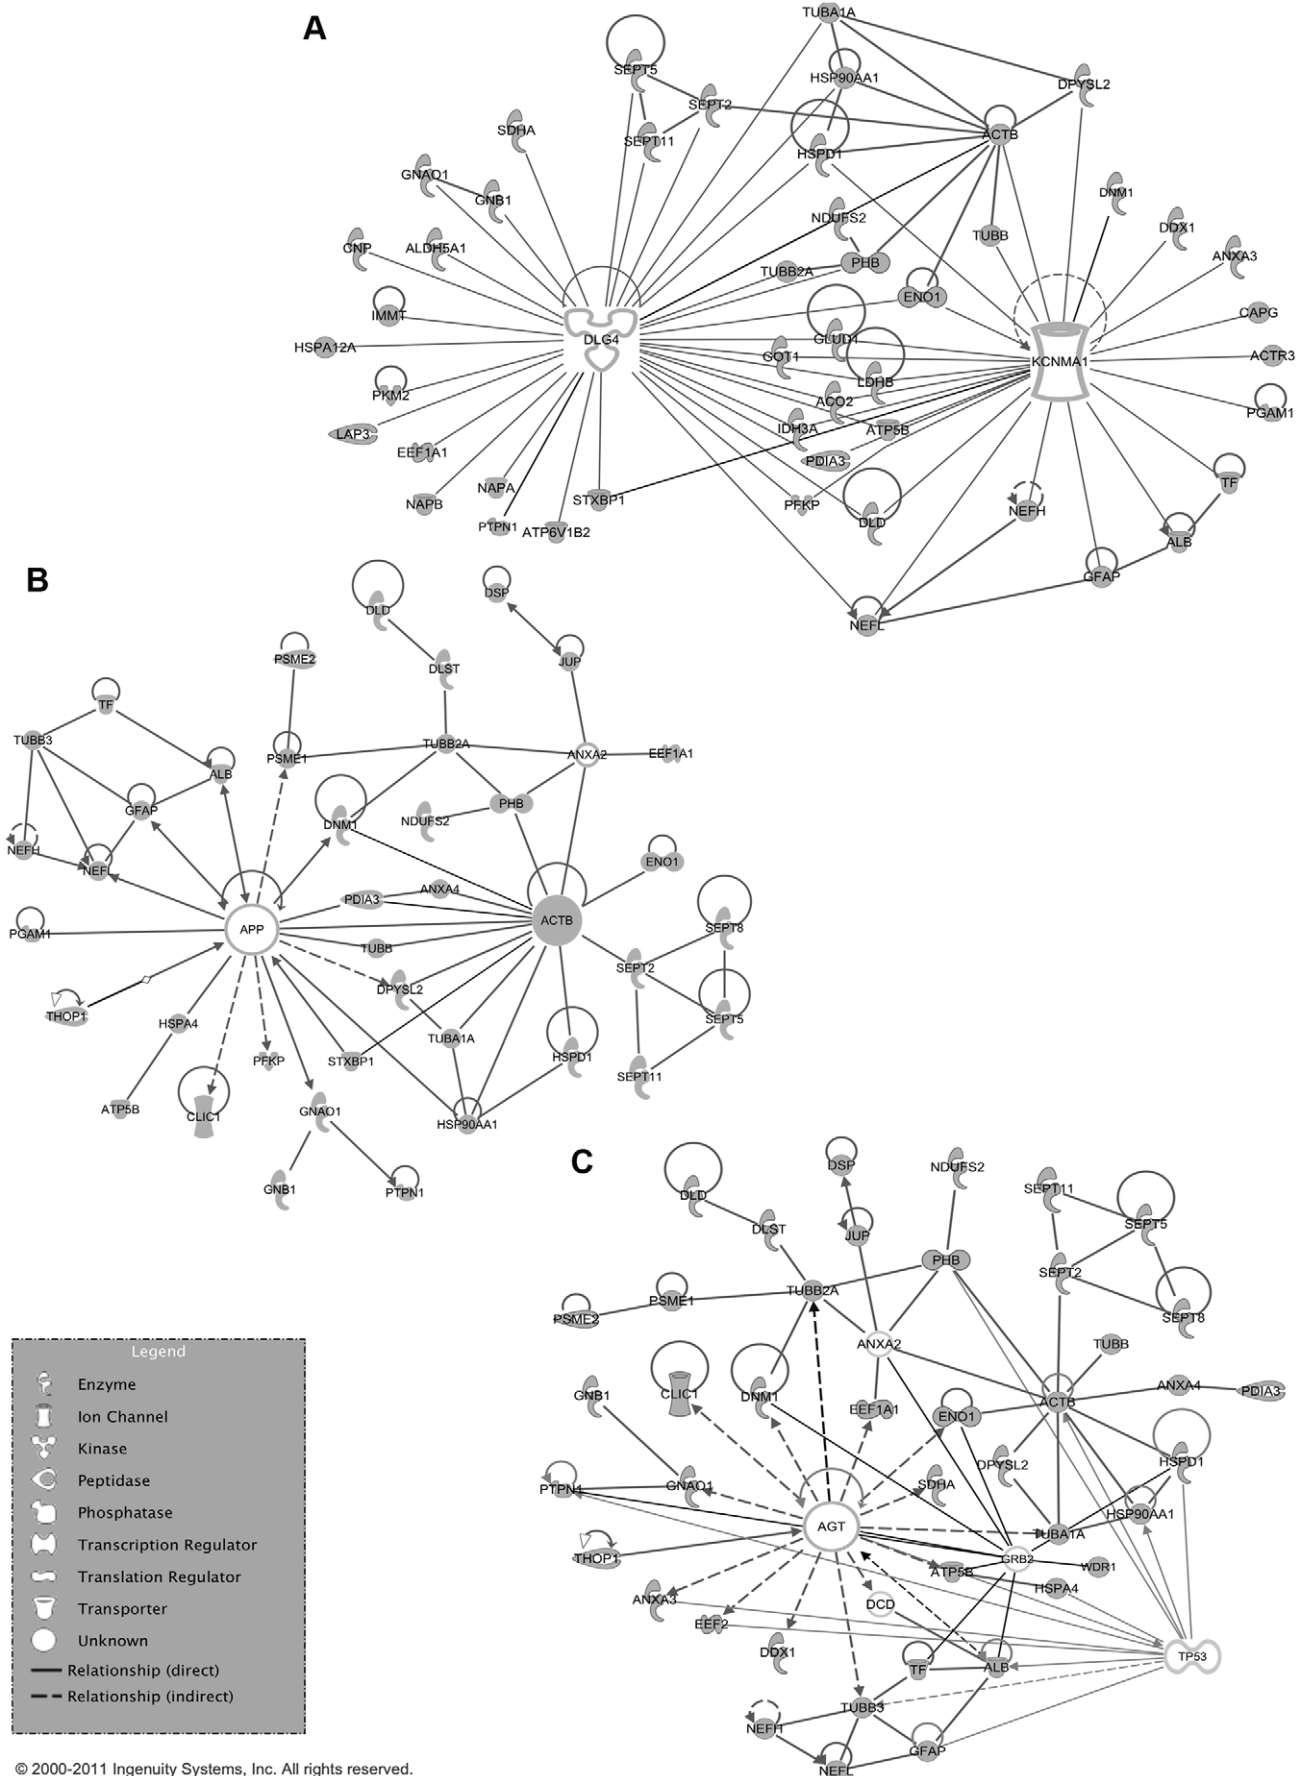 A
TUBA1A
SEPT5
HSP90AA1
DPYSL2
SEPT2
SDHA
SEPT11
ACTB
HSPD1
GNAO1
GNB1
DNM1
NDUFS2
DDX1
TUBB
CNP
ALDH5A1
ANXA3
PHB
TUBB2A
ENO1
IMMT
CAPG
DLG4
GLUD1
HSPA12A
GOT1
KCNMA1
ACTR3
LDHB
PKM2
ACO2
PGAM1
LAP3
IDH3A
ATP5B
EEF1A1
PDIA3
TF
NAPA
STXBP1
NAPB
PFKP
NEFH
PTPN1
ATP6V1B2
DLD
ALB
GFAP
NEFL
B
DSP
DLD
PSME2
JUP
DLST
TF
TUBB3
TUBB2A
PSME1
ANXA2
EEF1A1
ALB
GFAP
PHB
DNM1
NDUFS2
NEFH
ENO1
NEFL
PDIA3
ANXA4
ACTB
PGAM1
APP
SEPT8
TUBB
SEPT2
DPYSL2
THOP1
HSPA4
SEPT5
TUBA1A
PFKP
STXBP1
HSPD1
SEPT11
ATP5B
CLIC1
GNAO1
HSP90AA1
GNB1
PTPN1
C
DSP
NDUFS2
DLD
SEPT11
DLST
JUP
SEPT5
PHB
SEPT2
TUBB2A
PSME1
PSME2
SEPT8
ANXA2
TUBB
GNB1
CLIC1
DNM1
EEF1A1
ENO1
ACTB
ANXA4
PDIA3
DPYSL2
HSPD1
PTPN1
GNAO1
SDHA
HSP90AA1
AGT
TUBA1A
THOP1
GRB2
WDR1
ATP5B
HSPA4
ANXA3
DCD
EEF2
DDX1
TP53
TF
ALB
TUBB3
NEFH
GFAP
NEFL
Legend
Enzyme
Ion Channel
Kinase
Peptidase
Phosphatase
Transcription Regulator
Translation Regulator
Transporter
Unknown
Relationship (direct)
Relationship (indirect)
© 2000-2011 Ingenuity Systems, Inc. All rights reserved.